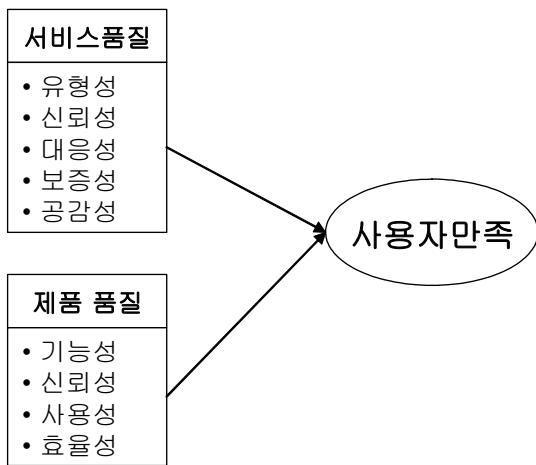 서비스품질
• 유형성
• 신뢰성
• 대응성
• 보증성
• 공감성
사용자만족
제품 품질
• 기능성
• 신뢰성
• 사용성
• 효율성